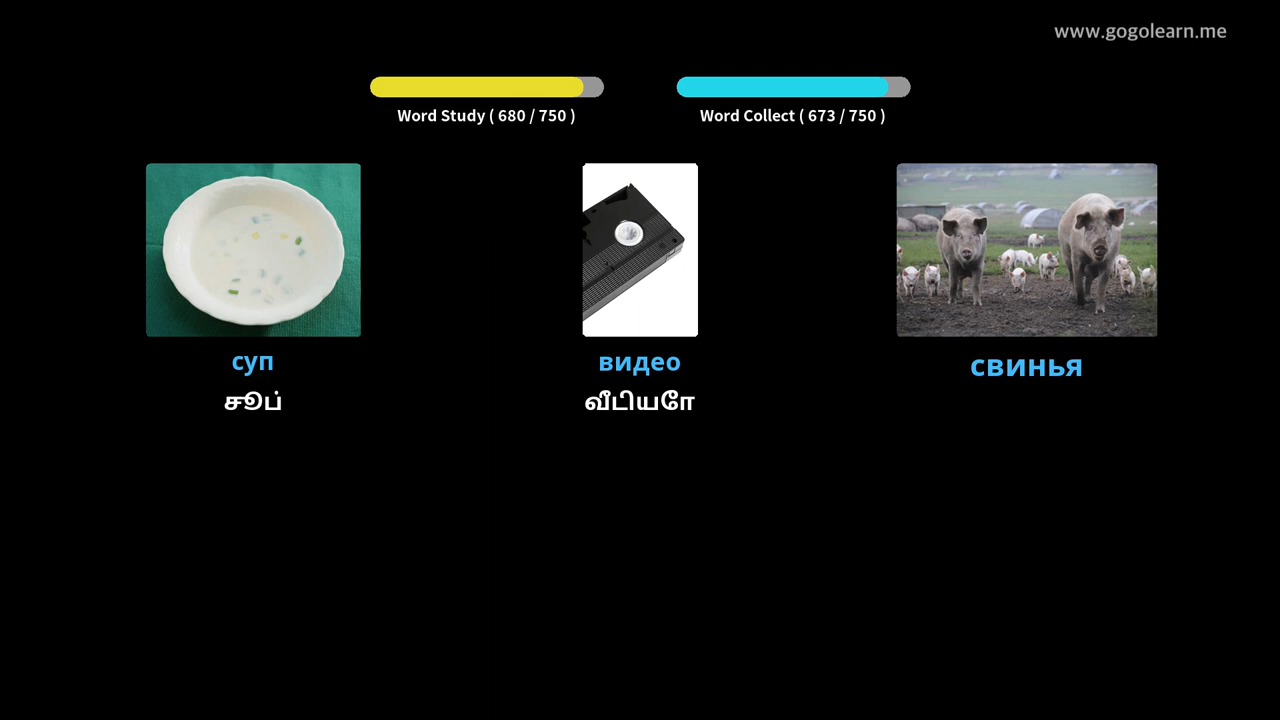 www.gogolearn.me
Word Study ( 680 / 750 )
Word Collect ( 673 / 750 )
суп
சூப்
видео
வீடியோ
свинья